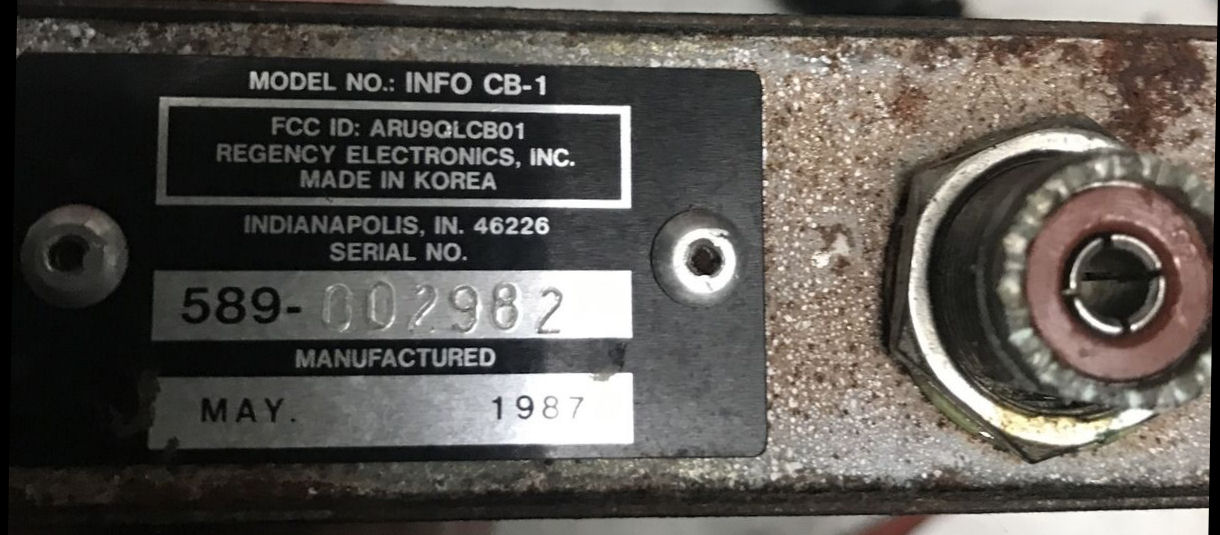 MODEL NO.: INFO CB-1
FCC ID: ARU9QLCB01
REGENCY ELECTRONICS, INC.
MADE IN KOREA
INDIANAPOLIS, IN. 46226
SERIAL NO.
589-002982
MANUFACTURED
MAY. 1987